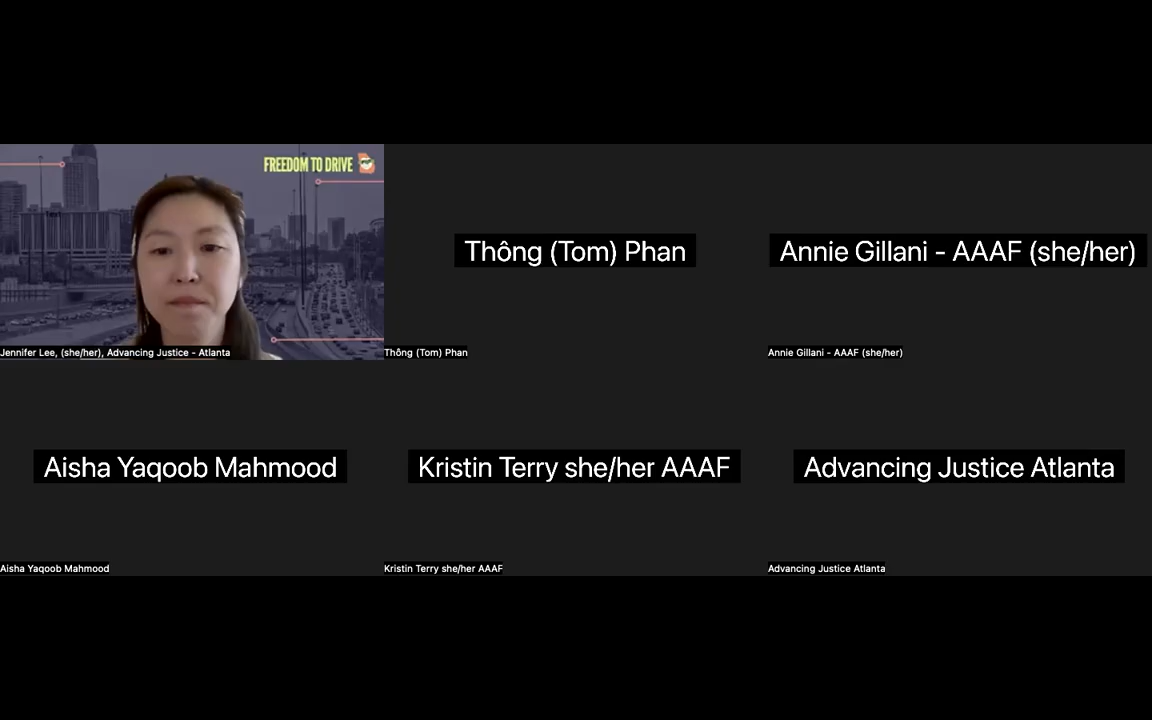 FREEDOM TO DRIVE
Jennifer Lee, (she/her), Advancing Justice - Atlanta
Thông (Tom) Phan
Thông (Tom) Phan
Annie Gillani - AAAF (she/her)
Annie Gillani - AAAF (she/her)
Aisha Yaqoob Mahmood
Aisha Yaqoob Mahmood
Kristin Terry she/her AAAF
Kristin Terry she/her AAAF
Advancing Justice Atlanta
Advancing Justice Atlanta